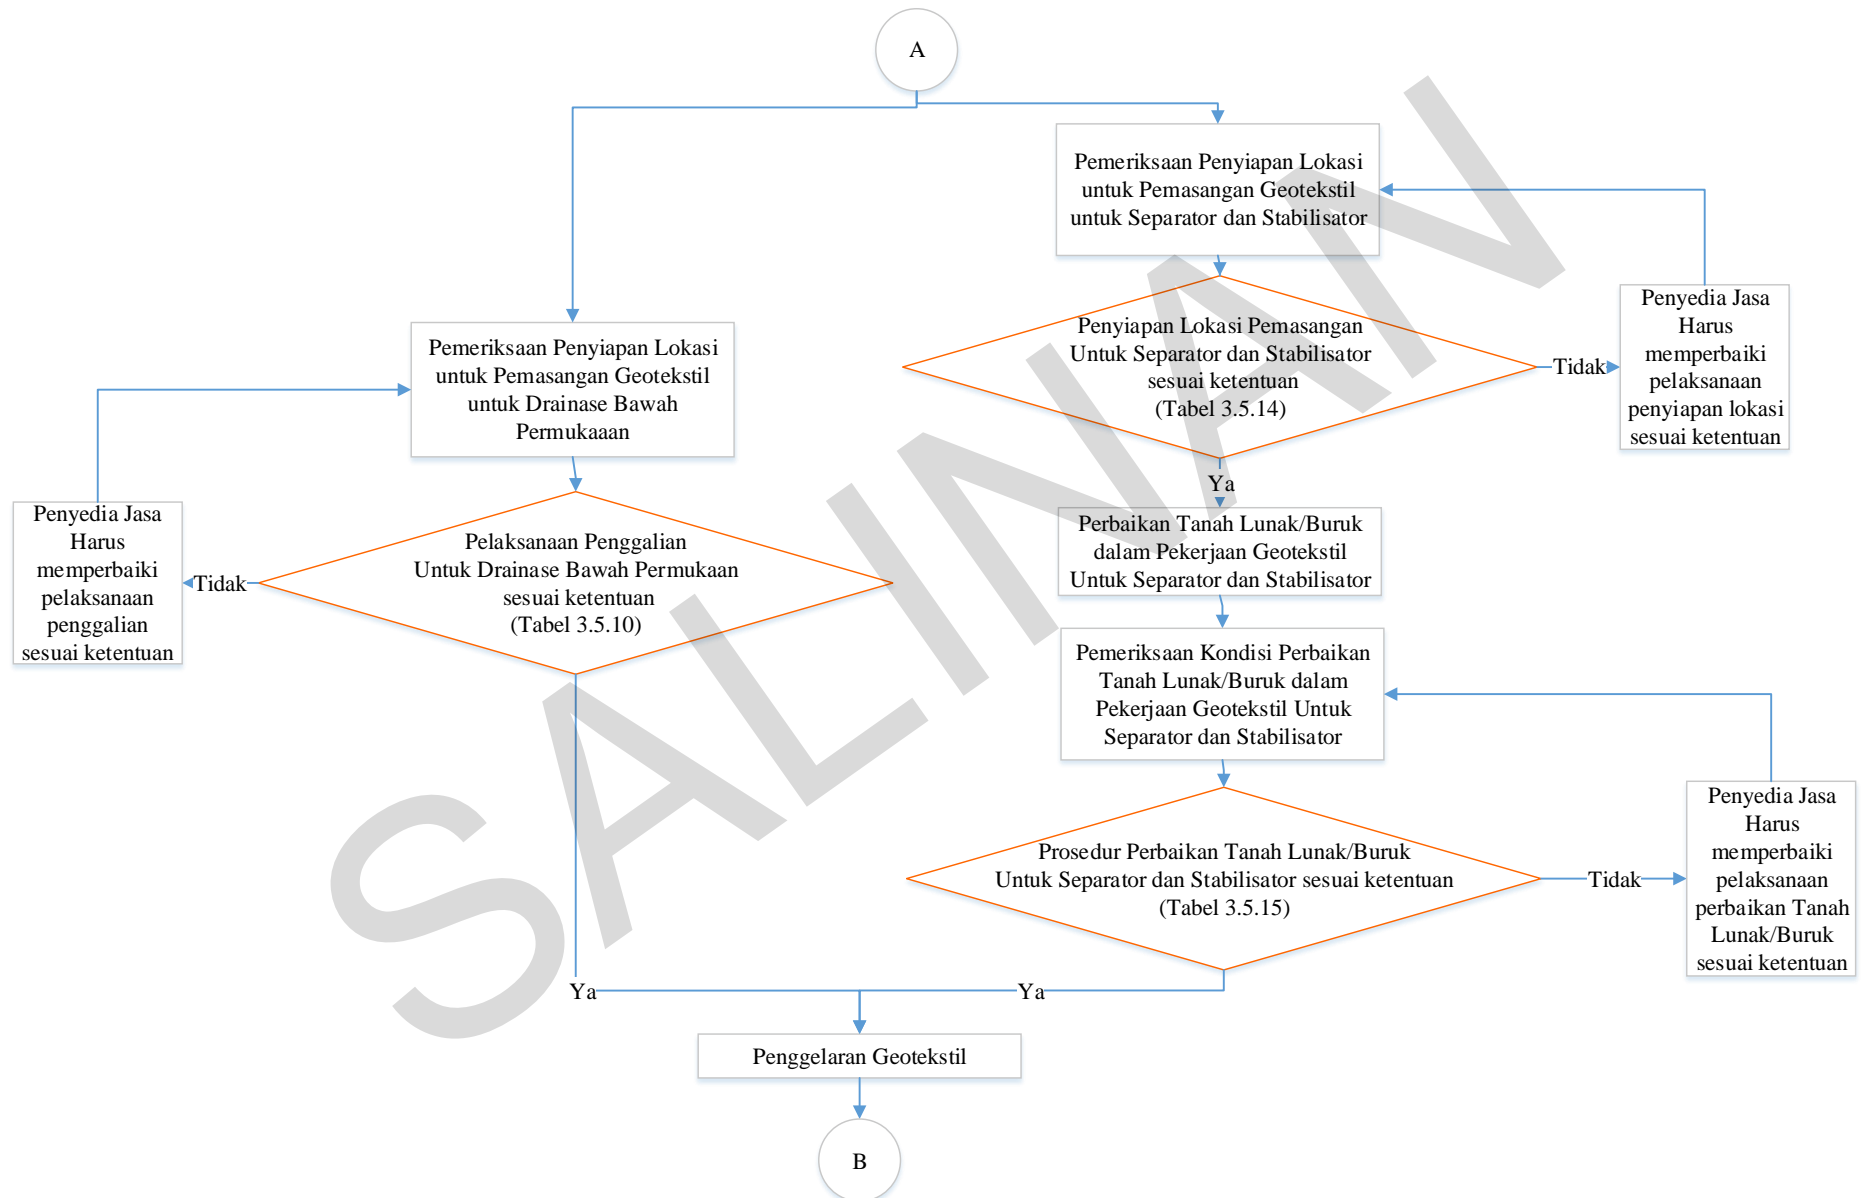 A
Pemeriksaan Penyiapan Lokasi
untuk Pemasangan Geotekstil
untuk Separator dan Stabilisator
Penyiapan Lokasi Pemasangan
Untuk Separator dan Stabilisator
sesuai ketentuan
(Tabel 3.5.14)
Tidak
Penyedia Jasa
Harus
memperbaiki
pelaksanaan
penyiapan lokasi
sesuai ketentuan
Pemeriksaan Penyiapan Lokasi
untuk Pemasangan Geotekstil
untuk Drainase Bawah
Permukaaan
Pelaksanaan Penggalian
Untuk Drainase Bawah Permukaan
sesuai ketentuan
(Tabel 3.5.10)
Tidak
Penyedia Jasa
Harus
memperbaiki
pelaksanaan
penggalian
sesuai ketentuan
Ya
Perbaikan Tanah Lunak/Buruk
dalam Pekerjaan Geotekstil
Untuk Separator dan Stabilisator
Pemeriksaan Kondisi Perbaikan
Tanah Lunak/Buruk dalam
Pekerjaan Geotekstil Untuk
Separator dan Stabilisator
Prosedur Perbaikan Tanah Lunak/Buruk
Untuk Separator dan Stabilisator sesuai ketentuan
(Tabel 3.5.15)
Tidak
Penyedia Jasa
Harus
memperbaiki
pelaksanaan
perbaikan Tanah
Lunak/Buruk
sesuai ketentuan
Ya
Ya
Penggelaran Geotekstil
B
SALINAN